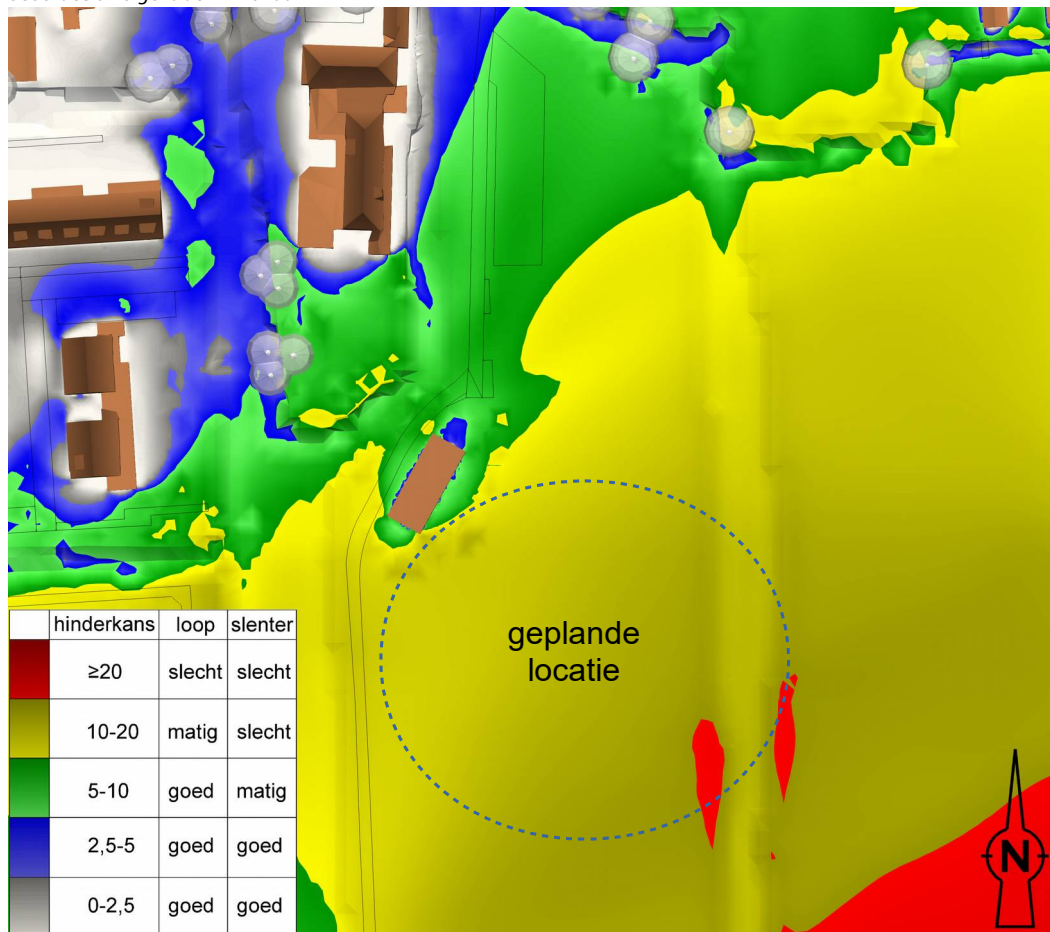 geplande
locatie
hinderkans loop slenter
≥20 slecht slecht
10-20 matig slecht
5-10 goed matig
2,5-5 goed goed
0-2,5 goed goed
N